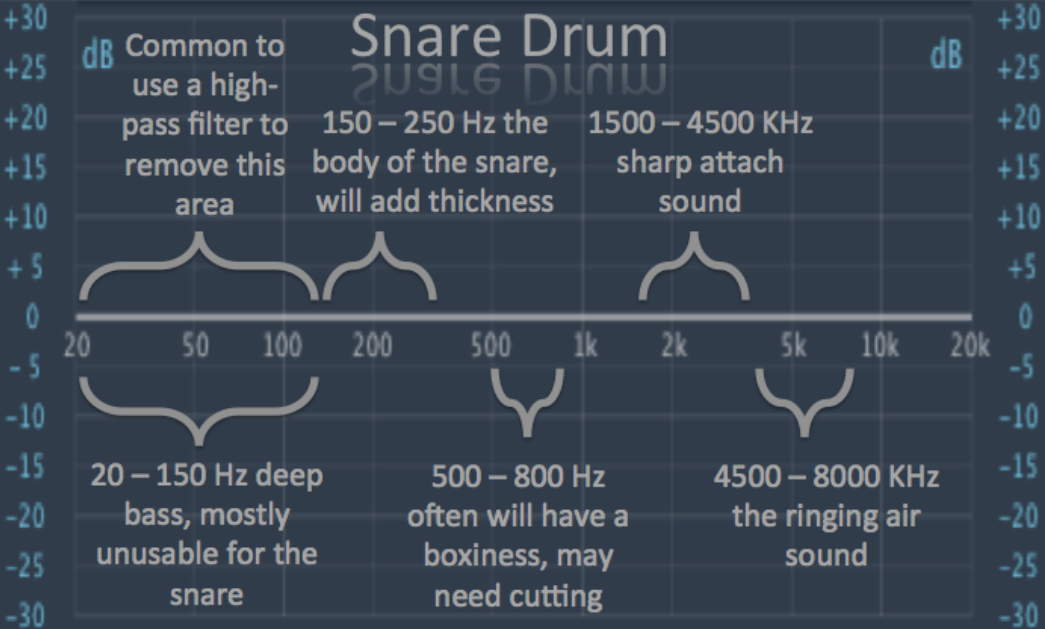 Snare Drum
+30
+25
+20
+15
+10
+ 5
0
- 5
-10
-15
-20
-25
-30
dB
Common to
use a high-
pass filter to
remove this
area
150 – 250 Hz the
body of the snare,
will add thickness
1500 – 4500 KHz
sharp attach
sound
dB
+30
+25
+20
+15
+10
+5
0
-5
-10
-15
-20
-25
-30
20 50 100 200 500 1k 2k 5k 10k 20k
20 – 150 Hz deep
bass, mostly
unusable for the
snare
500 – 800 Hz
often will have a
boxiness, may
need cutting
4500 – 8000 KHz
the ringing air
sound